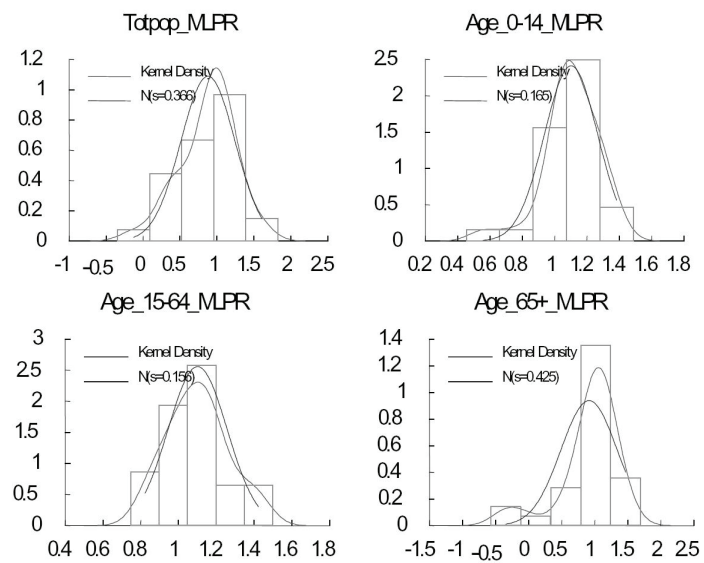 Totpop_MLPR
1.2
1
0.8
0.6
0.4
0.2
0
Kernel Density
N(s=0.366)
-1 -0.5 0 0.5 1 1.5 2 2.5
Age_0-14_MLPR
2.5
2
1.5
1
0.5
0
Kernel Density
N(s=0.165)
0.2 0.4 0.6 0.8 1 1.2 1.4 1.6 1.8
Age_15-64_MLPR
3
2.5
2
1.5
1
0.5
0
Kernel Density
N(s=0.156)
0.4 0.6 0.8 1 1.2 1.4 1.6 1.8
Age_65+_MLPR
1.4
1.2
1
0.8
0.6
0.4
0.2
0
Kernel Density
N(s=0.425)
-1.5 -1 -0.5 0 0.5 1 1.5 2 2.5